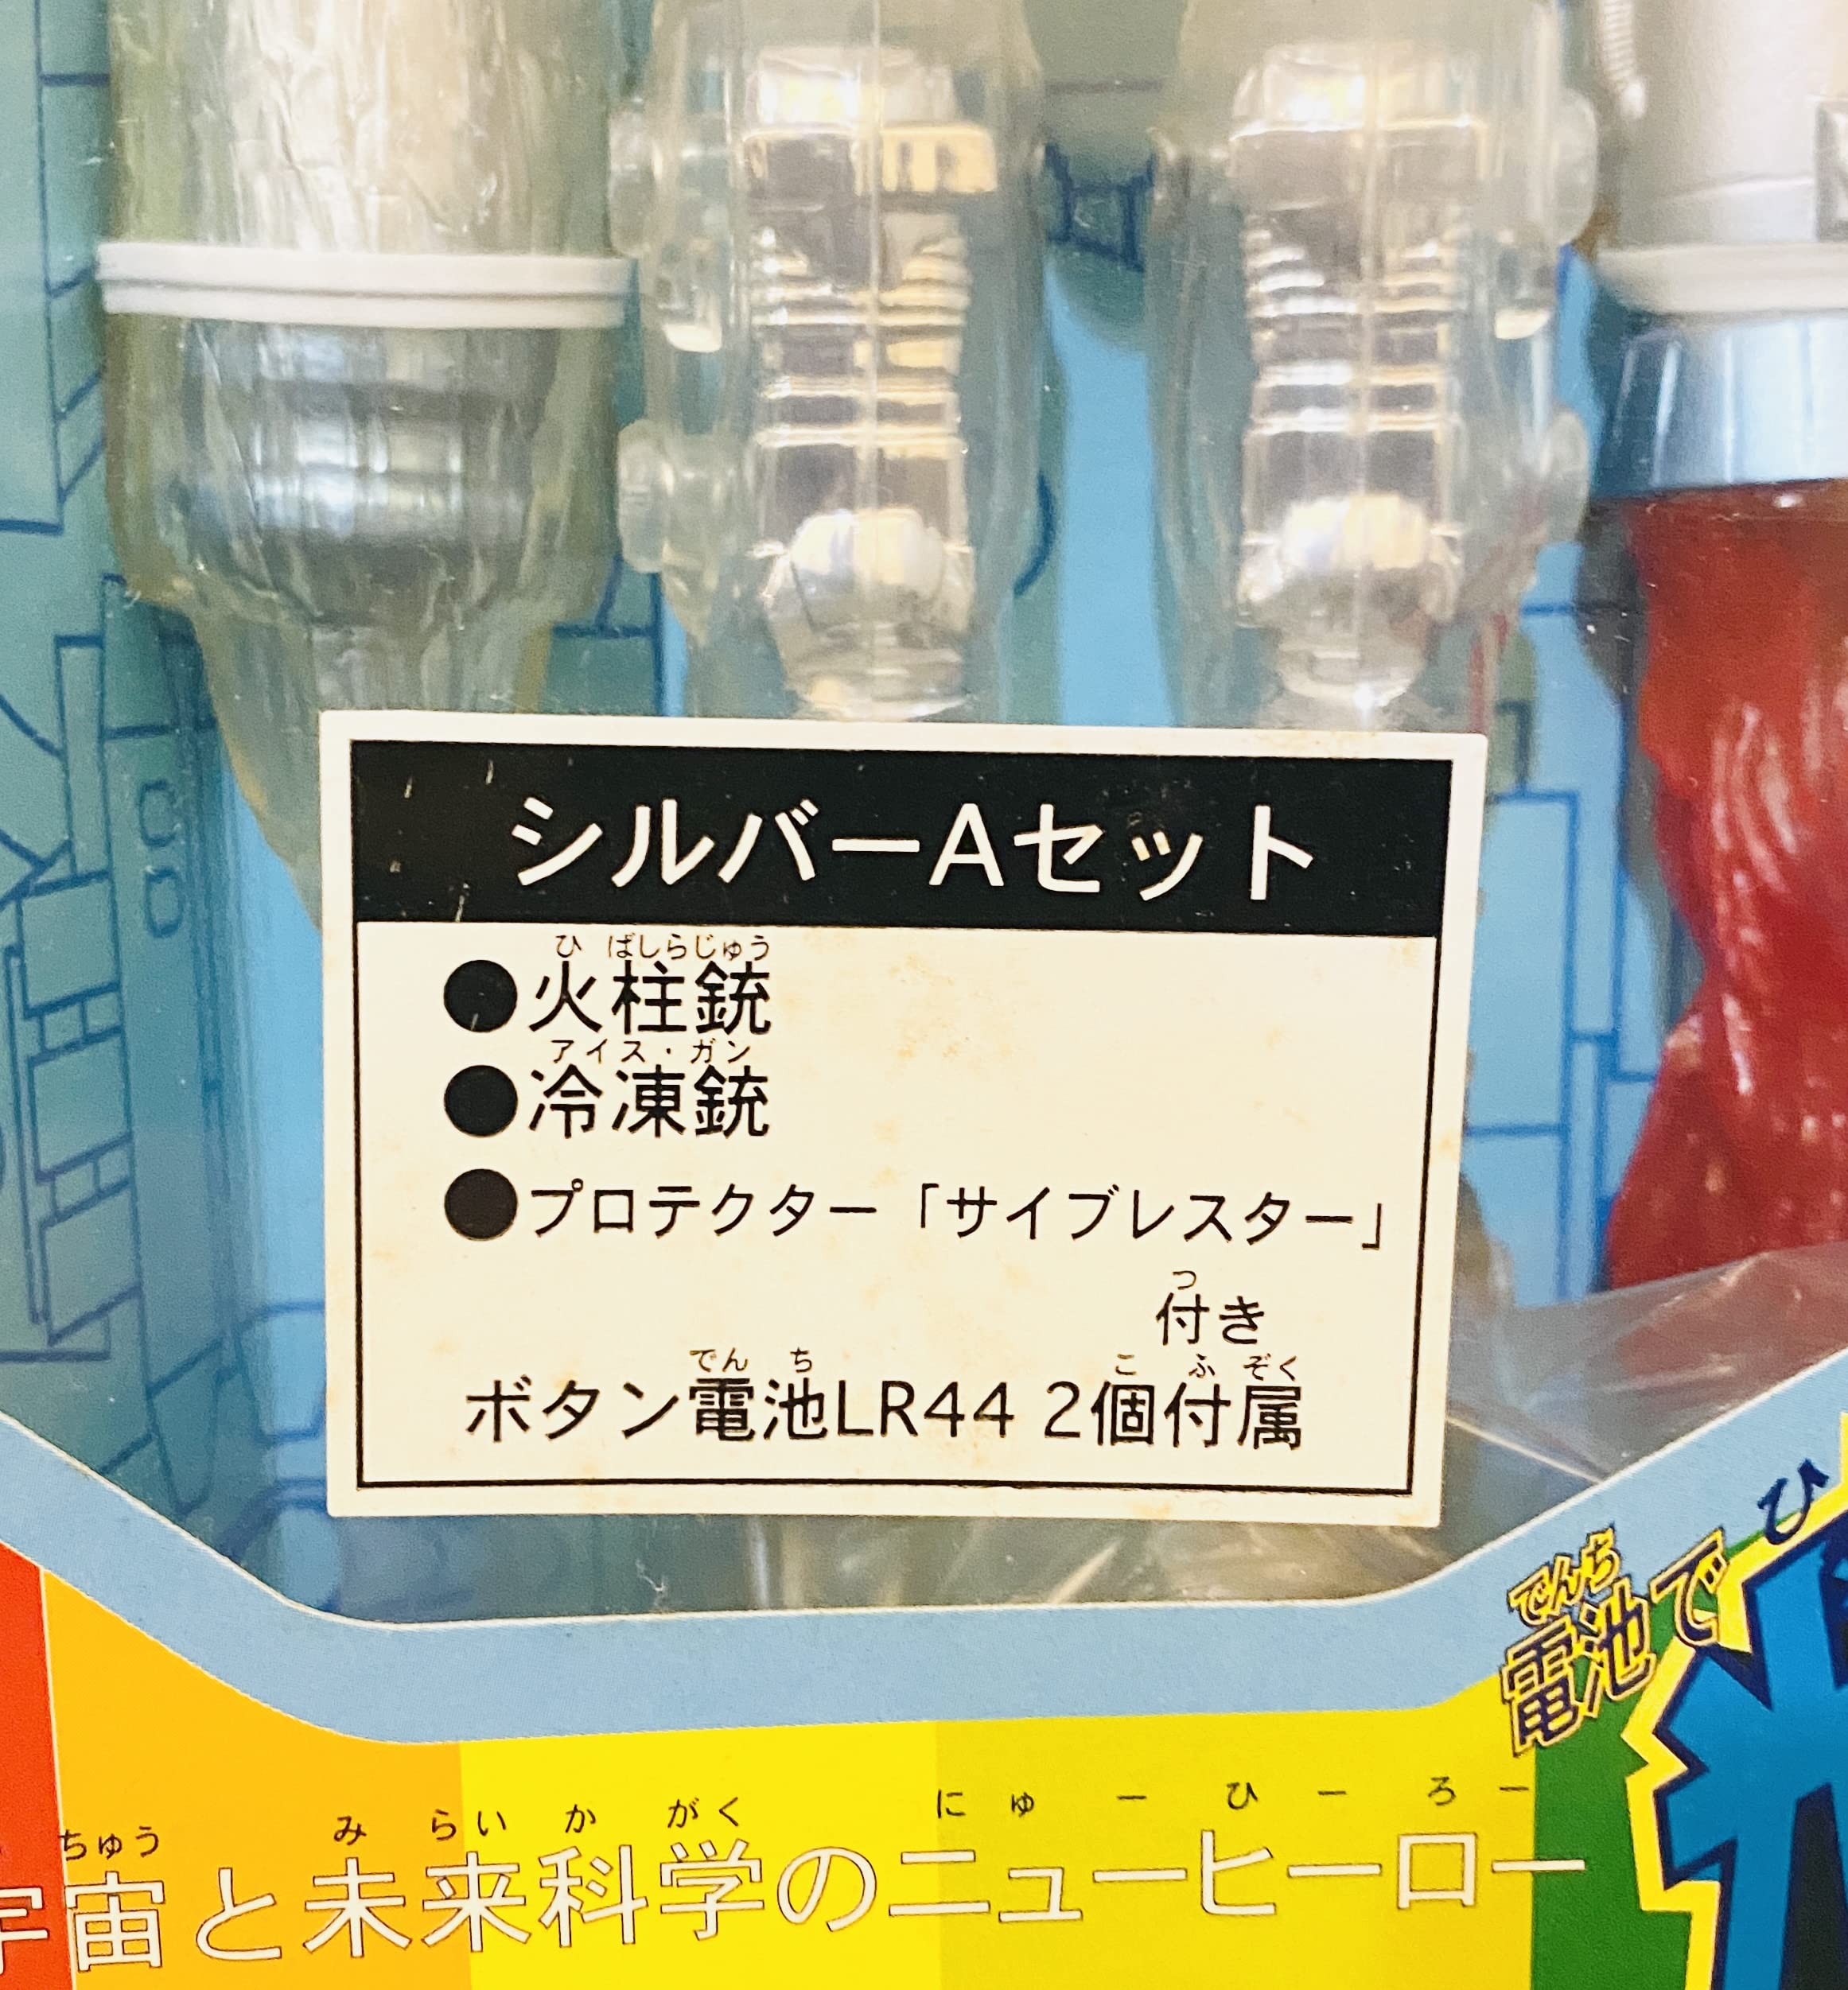 シルバーAセット
ひ ばしらじゅう
●火柱銃
アイス・ガン
●冷凍銃
●プロテクター「サイブレスター」
つ
付き
でん ち こ ふ ぞく
ボタン電池LR44 2個付属
でんち
電池で
ひ
ちゅう み らい か がく にゅーひーろー
宇宙と未来科学のニューヒーロー